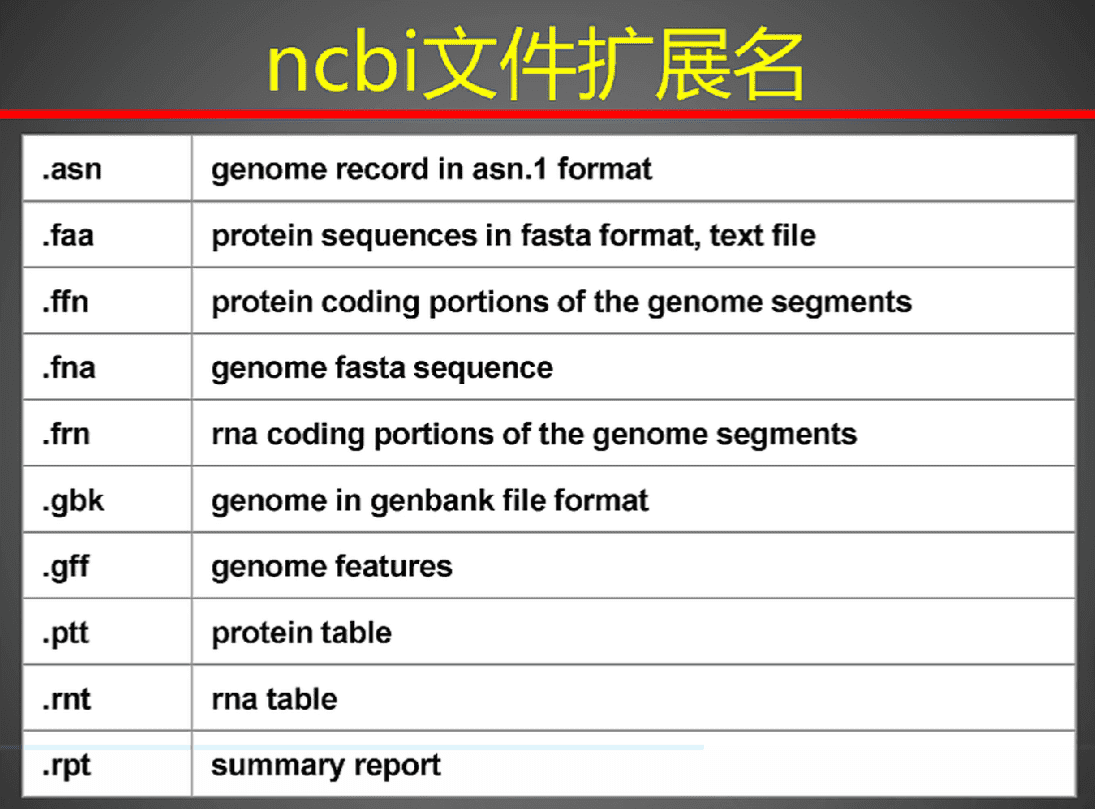 ncbi文件扩展名
.asn genome record in asn.1 format
.faa protein sequences in fasta format, text file
.ffn protein coding portions of the genome segments
.fna genome fasta sequence
.frn rna coding portions of the genome segments
.gbk genome in genbank file format
.gff genome features
.ptt protein table
.rnt rna table
.rpt summary report